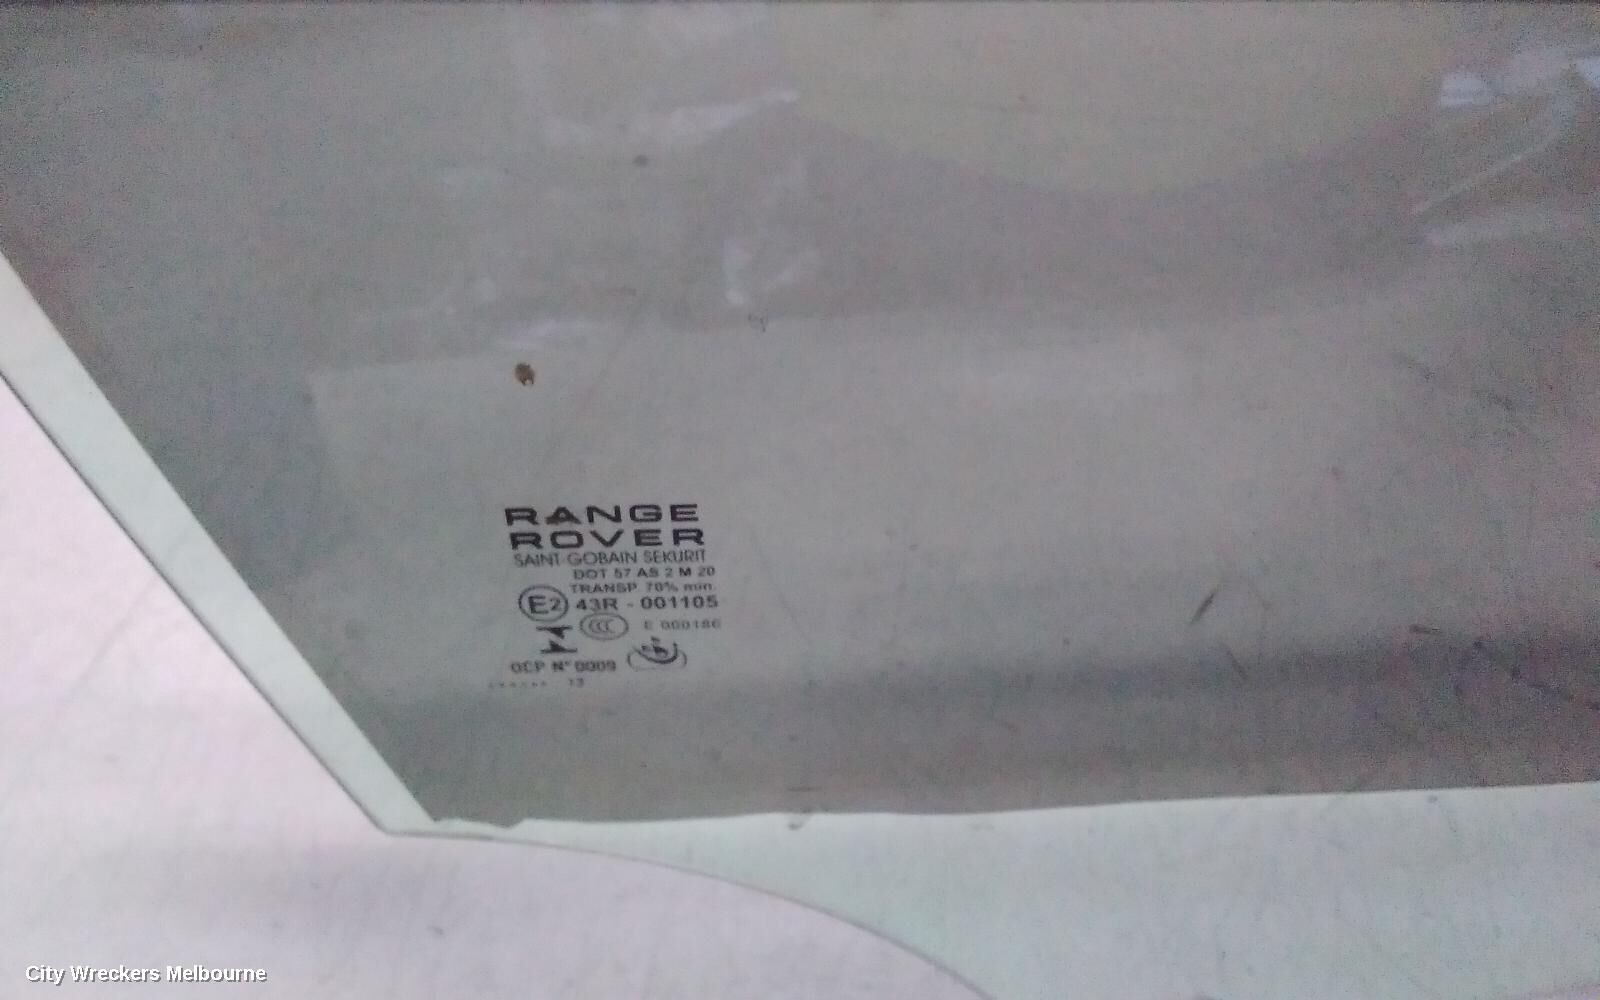 RANGE
ROVER
SAINT-GOBAIN SEKURIT
DOT 57 AS 2 M 20
TRANSP. 70% min.
E2 43R - 001105
CCC E 000186
OCP N° 0009
13
City Wreckers Melbourne